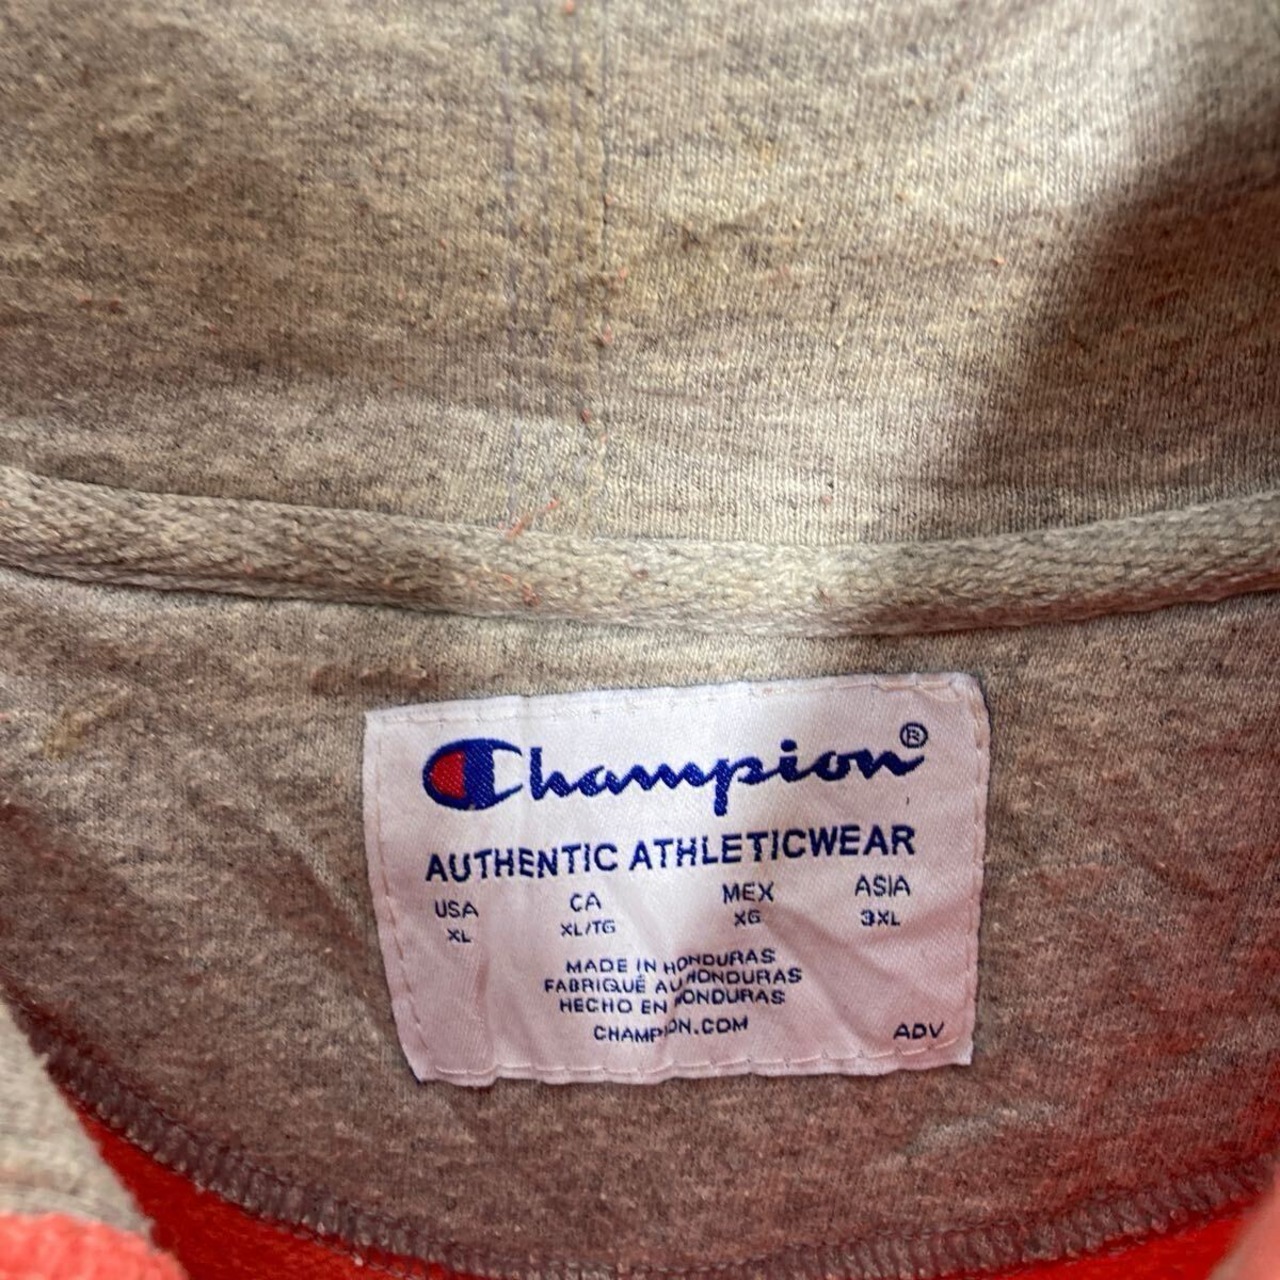 Champion®
AUTHENTIC ATHLETICWEAR
USA CA MEX ASIA
XL XL/TG XG 3XL
MADE IN HONDURAS
FABRIQUÉ AU HONDURAS
HECHO EN HONDURAS
CHAMPION.COM ADV